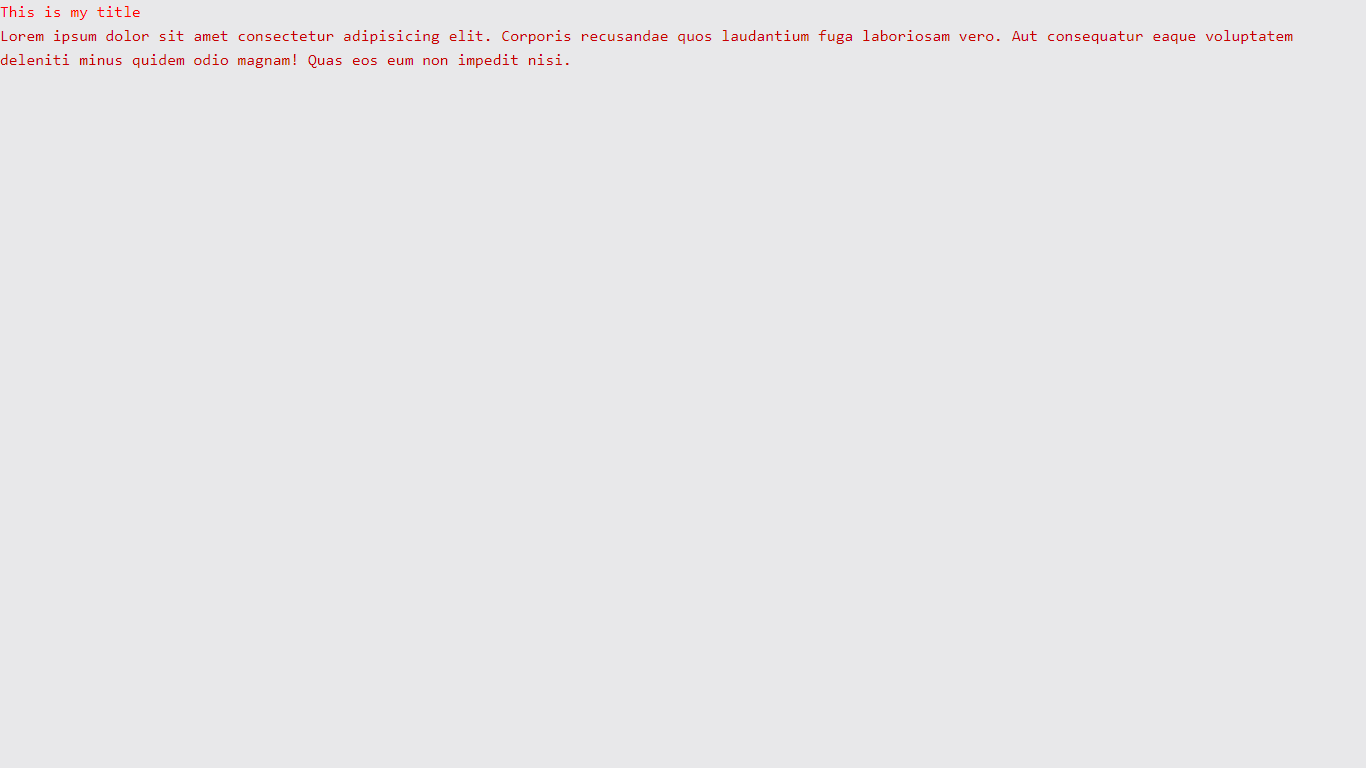 This is my title
Lorem ipsum dolor sit amet consectetur adipisicing elit. Corporis recusandae quos laudantium fuga laboriosam vero. Aut consequatur eaque voluptatem
deleniti minus quidem odio magnam! Quas eos eum non impedit nisi.